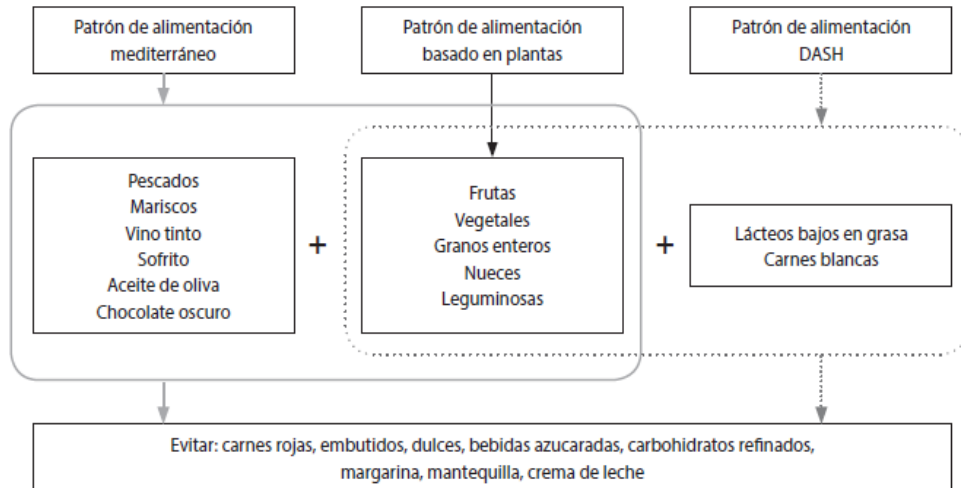 Patrón de alimentación
mediterráneo
Patrón de alimentación
basado en plantas
Patrón de alimentación
DASH
Pescados
Mariscos
Vino tinto
Sofrito
Aceite de oliva
Chocolate oscuro
+
Frutas
Vegetales
Granos enteros
Nueces
Leguminosas
+
Lácteos bajos en grasa
Carnes blancas
Evitar: carnes rojas, embutidos, dulces, bebidas azucaradas, carbohidratos refinados,
margarina, mantequilla, crema de leche